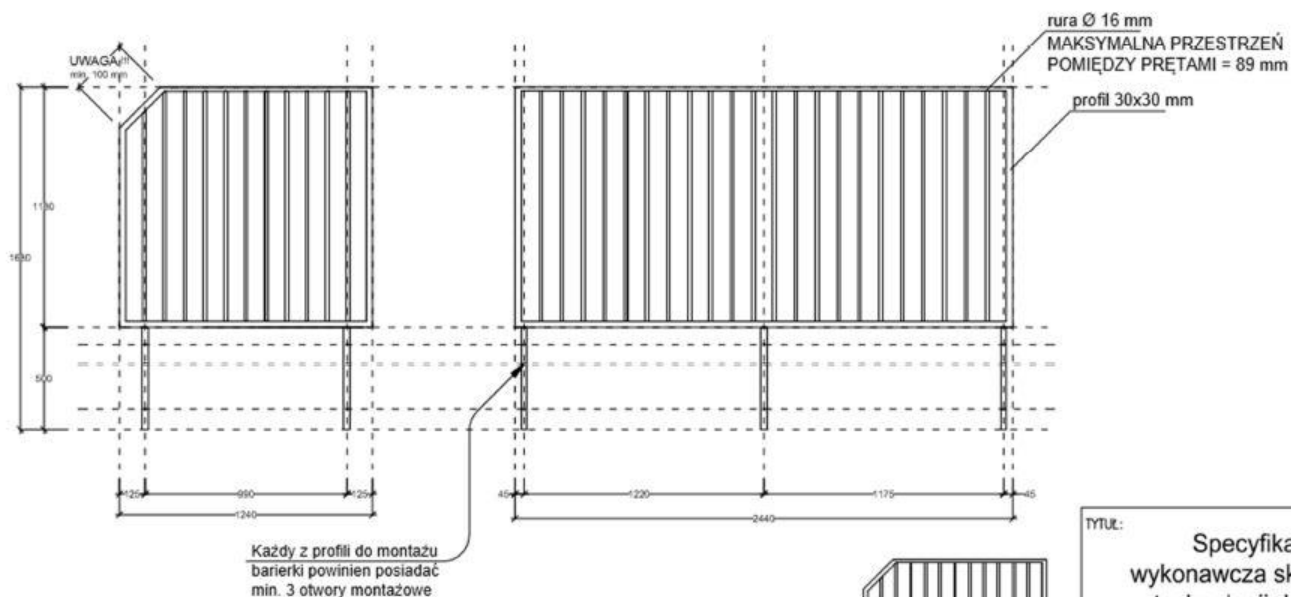 rura Ø 16 mm
MAKSYMALNA PRZESTRZEŃ
POMIĘDZY PRĘTAMI = 89 mm
profil 30x30 mm
UWAGA!!!
min. 100 mm
1180
1680
500
125
990
125
1240
45
1220
1175
45
2440
Każdy z profili do montażu
barierki powinien posiadać
min. 3 otwory montażowe
TYTUŁ:
Specyfika
wykonawcza sk